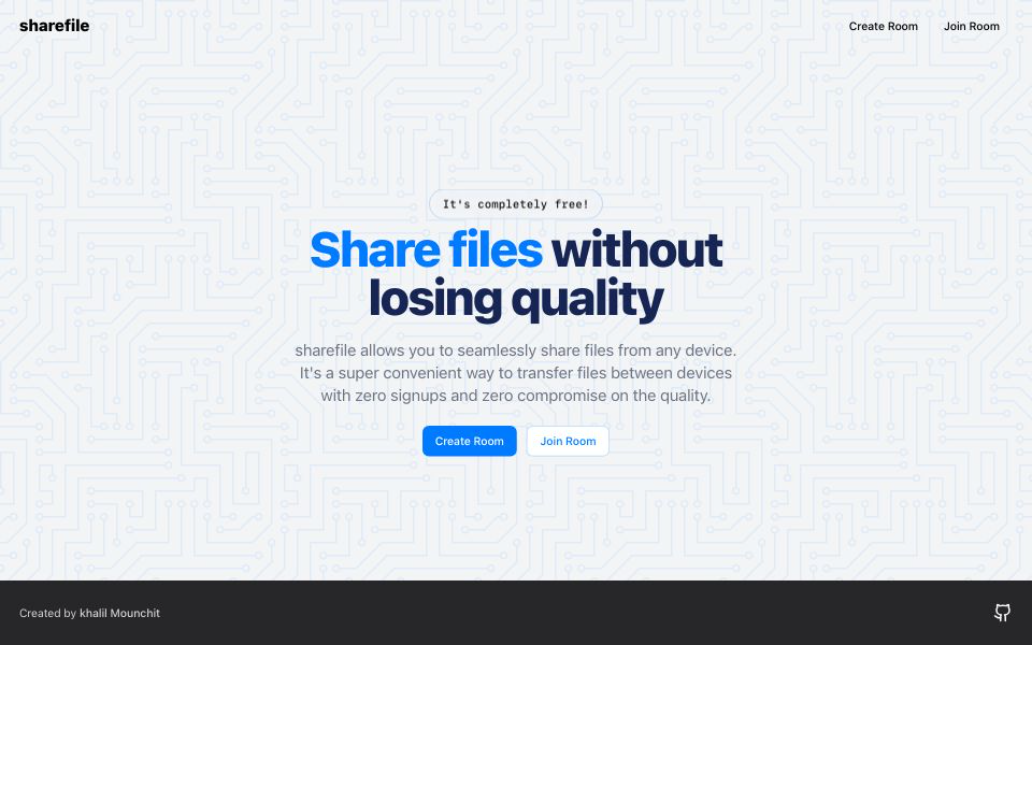 sharefile
Create Room
Join Room
It's completely free!
Share files without
losing quality
sharefile allows you to seamlessly share files from any device.
It's a super convenient way to transfer files between devices
with zero signups and zero compromise on the quality.
Create Room
Join Room
Created by khalil Mounchit